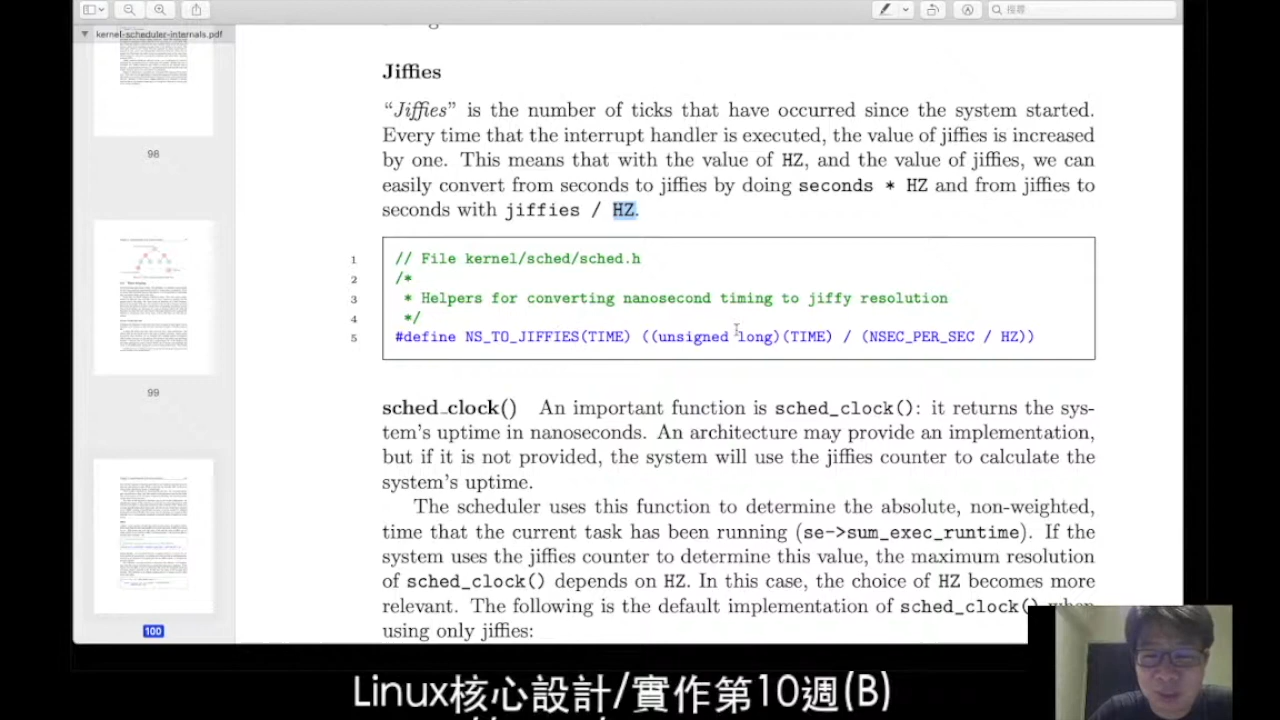 搜尋
kernel-scheduler-internals.pdf
98
99
100
Jiffies
“Jiffies” is the number of ticks that have occurred since the system started.
Every time that the interrupt handler is executed, the value of jiffies is increased
by one. This means that with the value of HZ, and the value of jiffies, we can
easily convert from seconds to jiffies by doing seconds * HZ and from jiffies to
seconds with jiffies / HZ.
1 // File kernel/sched/sched.h
2 /*
3 * Helpers for converting nanosecond timing to jiffy resolution
4 */
5 #define NS_TO_JIFFIES(TIME) ((unsigned long)(TIME) / (NSEC_PER_SEC / HZ))
sched_clock() An important function is sched_clock(): it returns the sys-
tem's uptime in nanoseconds. An architecture may provide an implementation,
but if it is not provided, the system will use the jiffies counter to calculate the
system's uptime.
The scheduler uses this function to determine the absolute, non-weighted,
time that the current task has been running (se->sum_exec_runtime). If the
system uses the jiffies counter to determine this value, the maximum resolution
of sched_clock() depends on HZ. In this case, the choice of HZ becomes more
relevant. The following is the default implementation of sched_clock() when
using only jiffies:
Linux核心設計/實作第10週(B)